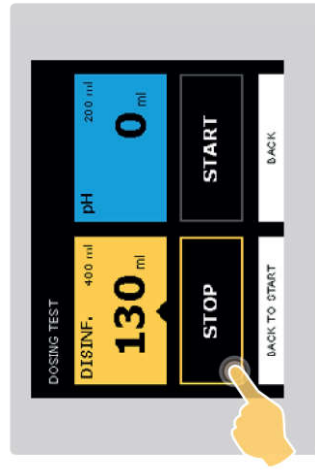 DOSING TEST
DISINF. 400 ml
130 ml
pH 200 ml
0 ml
STOP
START
BACK TO START
BACK